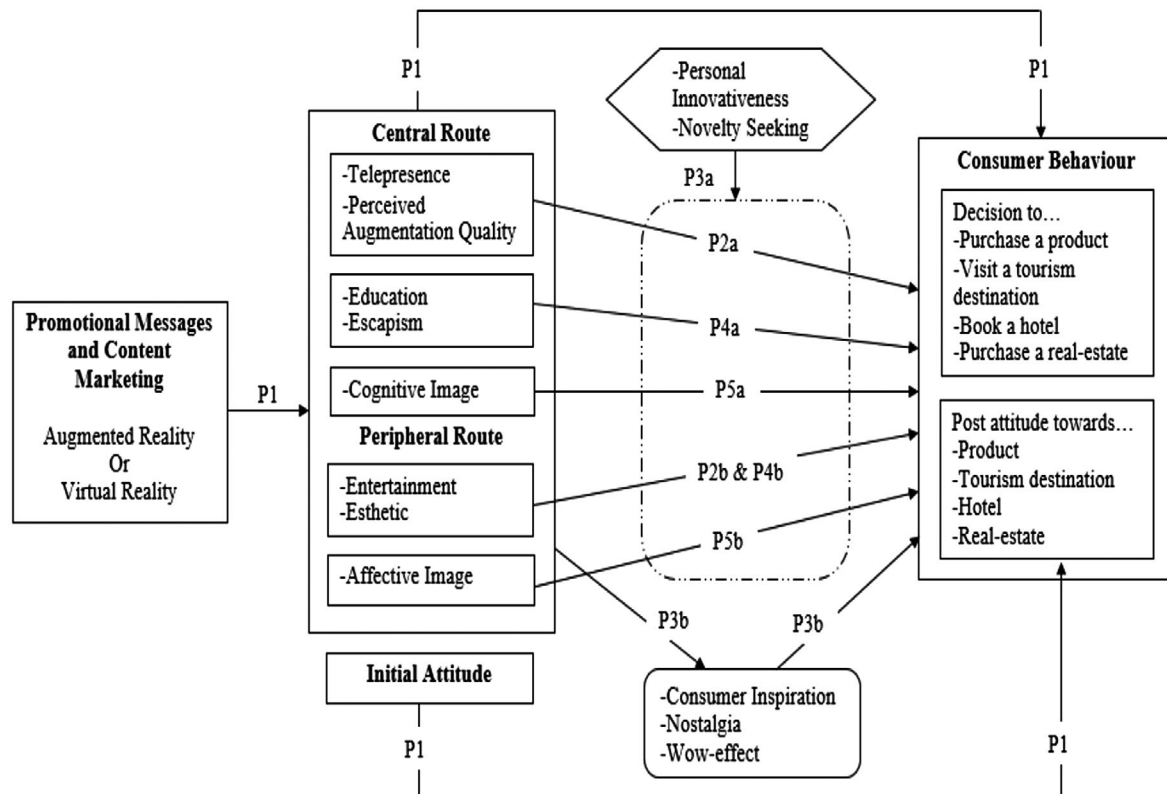 P1
P1
-Personal
Innovativeness
-Novelty Seeking
P3a
Promotional Messages
and Content
Marketing
Augmented Reality
Or
Virtual Reality
P1
Central Route
-Telepresence
-Perceived
Augmentation Quality
-Education
-Escapism
-Cognitive Image
Peripheral Route
-Entertainment
-Esthetic
-Affective Image
P2a
P4a
P5a
P2b & P4b
P5b
P3b
P3b
Consumer Behaviour
Decision to…
-Purchase a product
-Visit a tourism
destination
-Book a hotel
-Purchase a real-estate
Post attitude towards…
-Product
-Tourism destination
-Hotel
-Real-estate
Initial Attitude
-Consumer Inspiration
-Nostalgia
-Wow-effect
P1
P1